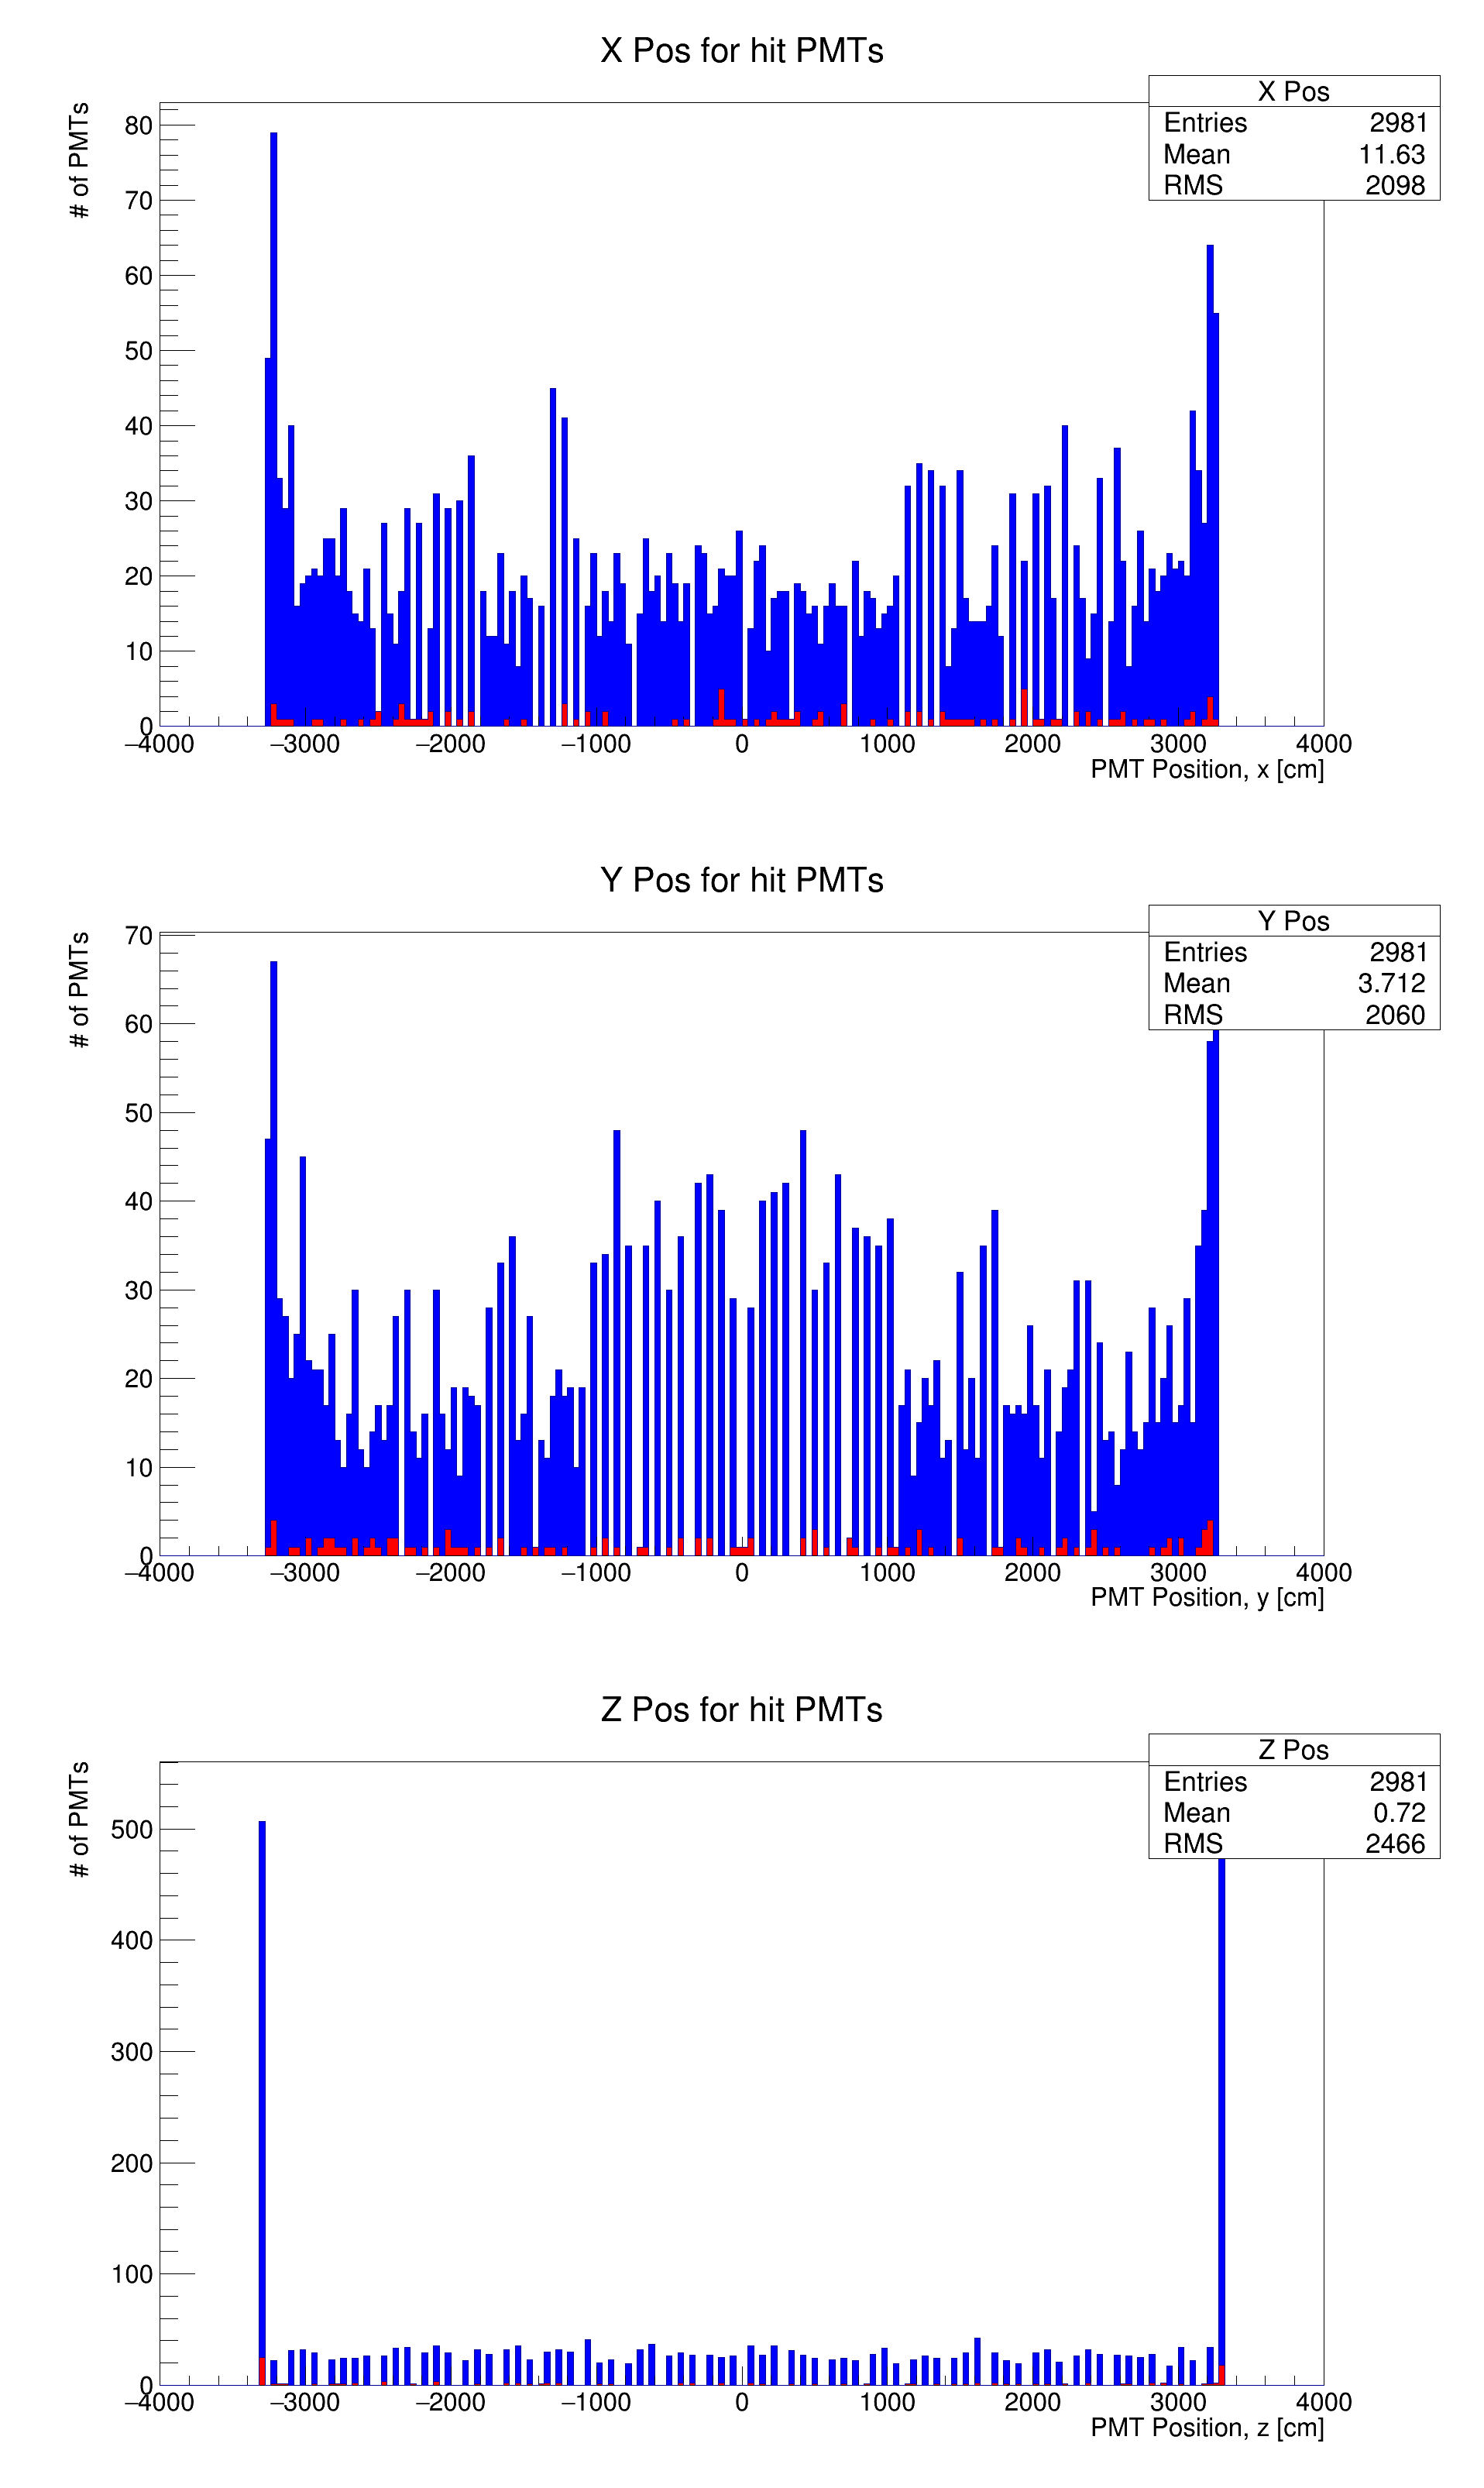 X Pos for hit PMTs
# of PMTs
X Pos
Entries 2981
Mean 11.63
RMS 2098
80
70
60
50
40
30
20
10
0
−4000 −3000 −2000 −1000 0 1000 2000 3000 4000
PMT Position, x [cm]
Y Pos for hit PMTs
# of PMTs
Y Pos
Entries 2981
Mean 3.712
RMS 2060
70
60
50
40
30
20
10
0
−4000 −3000 −2000 −1000 0 1000 2000 3000 4000
PMT Position, y [cm]
Z Pos for hit PMTs
# of PMTs
Z Pos
Entries 2981
Mean 0.72
RMS 2466
500
400
300
200
100
0
−4000 −3000 −2000 −1000 0 1000 2000 3000 4000
PMT Position, z [cm]